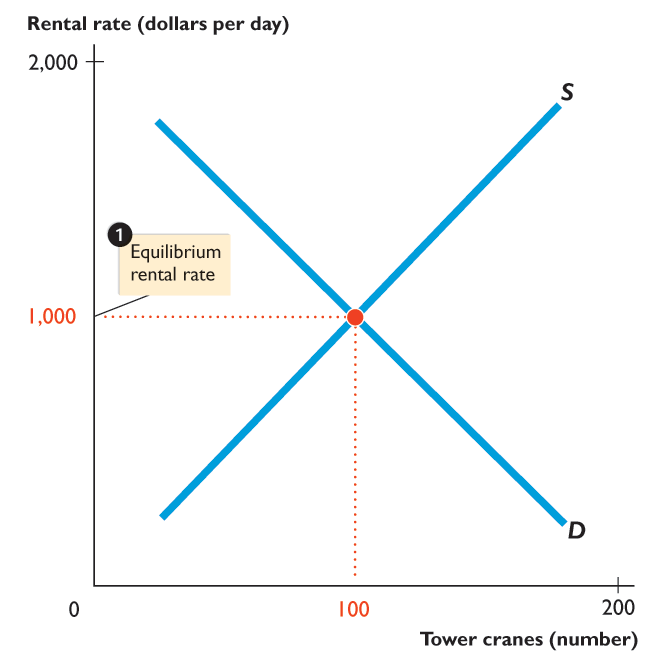 Rental rate (dollars per day)
2,000
S
1
Equilibrium
rental rate
1,000
D
0
100
200
Tower cranes (number)